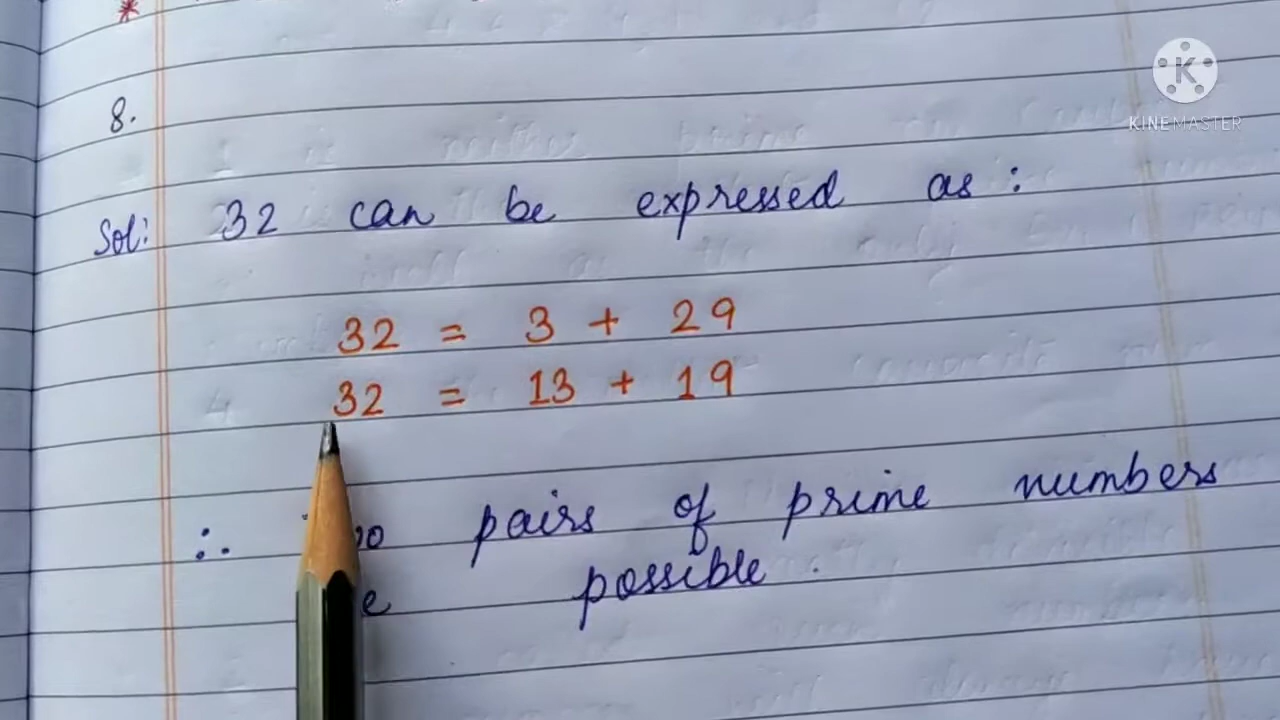 8.
Sol: 32 can be expressed as:
32 = 3 + 29
32 = 13 + 19
∴ pairs of prime numbers
possible.
KINEMASTER